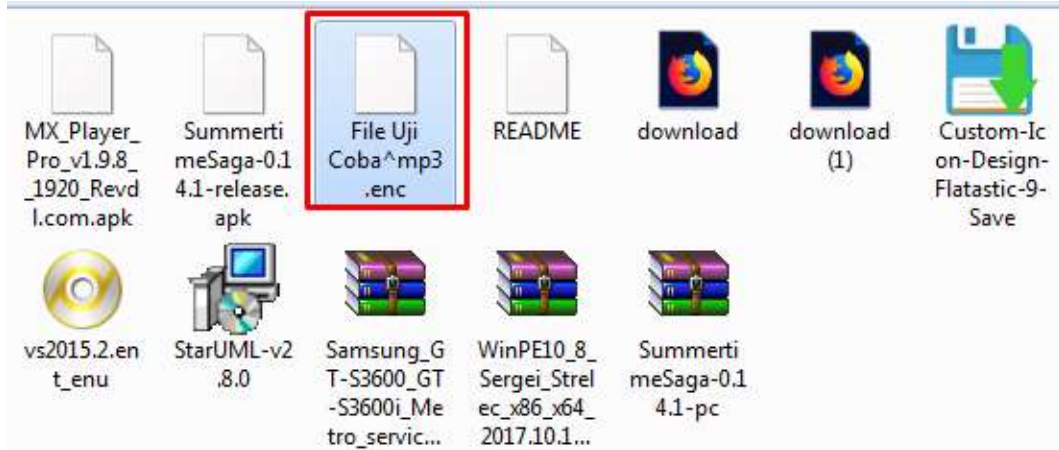 MX_Player_
Pro_v1.9.8_
_1920_Revd
l.com.apk
Summerti
meSaga-0.1
4.1-release.
apk
File Uji
Coba^mp3
.enc
README
download
download
(1)
Custom-Ic
on-Design-
Flatastic-9-
Save
vs2015.2.en
t_enu
StarUML-v2
.8.0
Samsung_G
T-S3600_GT
-S3600i_Me
tro_servic...
WinPE10_8_
Sergei_Strel
ec_x86_x64_
2017.10.1...
Summerti
meSaga-0.1
4.1-pc